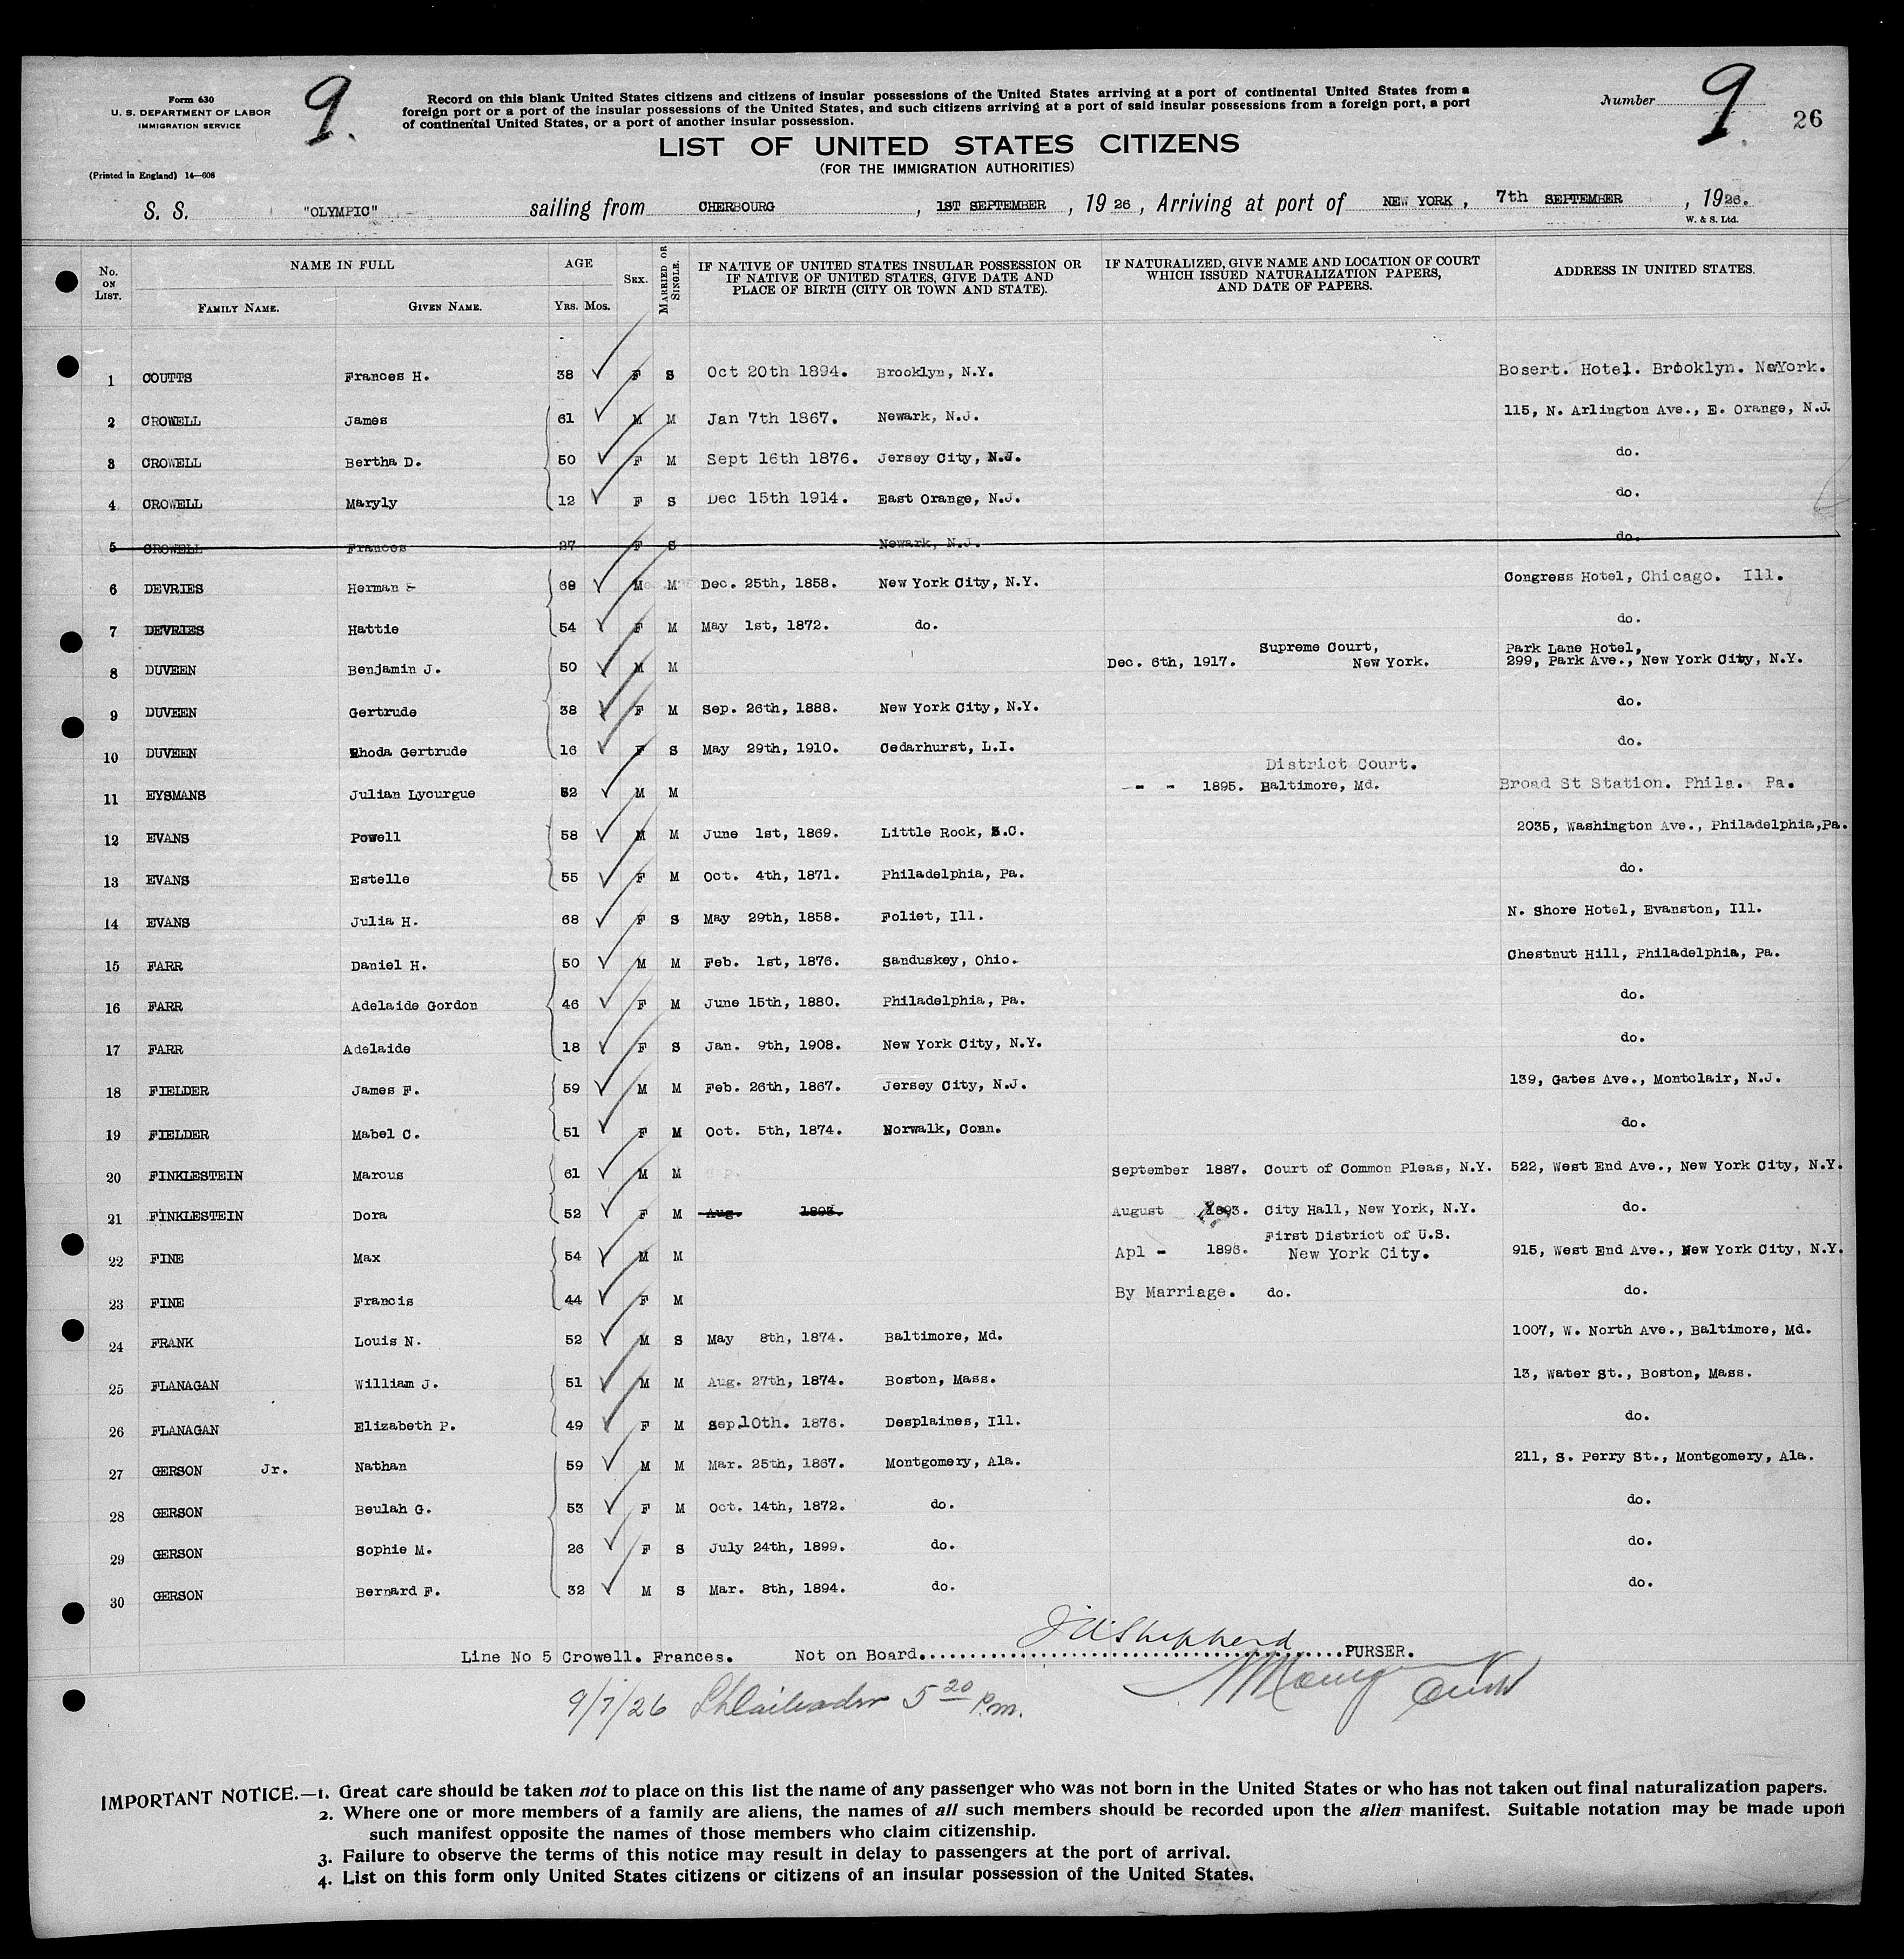 Form 630
U. S. DEPARTMENT OF LABOR
IMMIGRATION SERVICE
(Printed in England) 14—608
9.
Record on this blank United States citizens and citizens of insular possessions of the United States arriving at a port of continental United States from a
foreign port or a port of the insular possessions of the United States, and such citizens arriving at a port of said insular possessions from a foreign port, a port
of continental United States, or a port of another insular possession.
Number 9. 26
LIST OF UNITED STATES CITIZENS
(FOR THE IMMIGRATION AUTHORITIES)
S. S. "OLYMPIC" sailing from CHERBOURG, 1ST SEPTEMBER, 19 26, Arriving at port of NEW YORK, 7th SEPTEMBER, 1926.
W. & S. Ltd.
No. ON LIST. NAME IN FULL FAMILY NAME. GIVEN NAME. AGE YRS. MOS. SEX. MARRIED OR SINGLE. IF NATIVE OF UNITED STATES INSULAR POSSESSION OR IF NATIVE OF UNITED STATES, GIVE DATE AND PLACE OF BIRTH (CITY OR TOWN AND STATE). IF NATURALIZED, GIVE NAME AND LOCATION OF COURT WHICH ISSUED NATURALIZATION PAPERS, AND DATE OF PAPERS. ADDRESS IN UNITED STATES.
1 COUTTS Frances H. 38 F S Oct 20th 1894. Brooklyn, N.Y. Bosert. Hotel. Brooklyn. NewYork.
2 CROWELL James 61 M M Jan 7th 1867. Newark, N.J. 115, N. Arlington Ave., E. Orange, N.J.
3 CROWELL Bertha D. 50 F M Sept 16th 1876. Jersey City, N.J. do.
4 CROWELL Maryly 12 F S Dec 15th 1914. East Orange, N.J. do.
5 CROWELL Frances 27 F S Newark, N.J. do.
6 DEVRIES Herman 68 M M Dec. 25th, 1858. New York City, N.Y. Congress Hotel, Chicago. Ill.
7 DEVRIES Hattie 54 F M May 1st, 1872. do. do.
8 DUVEEN Benjamin J. 50 M M Dec. 6th, 1917. Supreme Court, New York. Park Lane Hotel, 299, Park Ave., New York City, N.Y.
9 DUVEEN Gertrude 38 F M Sep. 26th, 1888. New York City, N.Y. do.
10 DUVEEN Rhoda Gertrude 16 F S May 29th, 1910. Cedarhurst, L.I. do.
11 EYSMANS Julian Lycurgue 52 M M - - 1895. District Court. Baltimore, Md. Broad St Station. Phila. Pa.
12 EVANS Powell 58 M M June 1st, 1869. Little Rock, S.C. 2035, Washington Ave., Philadelphia, Pa.
13 EVANS Estelle 55 F M Oct. 4th, 1871. Philadelphia, Pa. do.
14 EVANS Julia H. 68 F S May 29th, 1858. Foliet, Ill. N. Shore Hotel, Evanston, Ill.
15 FARR Daniel H. 50 M M Feb. 1st, 1876. Sanduskey, Ohio. Chestnut Hill, Philadelphia, Pa.
16 FARR Adelaide Gordon 46 F M June 15th, 1880. Philadelphia, Pa. do.
17 FARR Adelaide 18 F S Jan. 9th, 1908. New York City, N.Y. do.
18 FIELDER James F. 59 M M Feb. 26th, 1867. Jersey City, N.J. 139, Gates Ave., Montclair, N.J.
19 FIELDER Mabel C. 51 F M Oct. 5th, 1874. Norwalk, Conn. do.
20 FINKLESTEIN Marcus 61 M M September 1887. Court of Common Pleas, N.Y. 522, West End Ave., New York City, N.Y.
21 FINKLESTEIN Dora 52 F M Aug. 1893. August 1893. City Hall, New York, N.Y. do.
22 FINE Max 54 M M Apl - 1896. First District of U.S. New York City. 915, West End Ave., New York City, N.Y.
23 FINE Francis 44 F M By Marriage. do. do.
24 FRANK Louis N. 52 M S May 8th, 1874. Baltimore, Md. 1007, W. North Ave., Baltimore, Md.
25 FLANAGAN William J. 51 M M Aug. 27th, 1874. Boston, Mass. 13, Water St., Boston, Mass.
26 FLANAGAN Elizabeth P. 49 F M Sep.10th. 1876. Desplaines, Ill. do.
27 GERSON Jr. Nathan 59 M M Mar. 25th, 1867. Montgomery, Ala. 211, S. Perry St., Montgomery, Ala.
28 GERSON Beulah G. 53 F M Oct. 14th, 1872. do. do.
29 GERSON Sophie M. 26 F S July 24th, 1899. do. do.
30 GERSON Bernard F. 32 M S Mar. 8th, 1894. do. do.
Line No 5 Crowell. Frances. Not on Board. J A Shepherd PURSER.
9/7/26 5 20 P.m.
IMPORTANT NOTICE.—1. Great care should be taken not to place on this list the name of any passenger who was not born in the United States or who has not taken out final naturalization papers.
2. Where one or more members of a family are aliens, the names of all such members should be recorded upon the alien manifest. Suitable notation may be made upon
such manifest opposite the names of those members who claim citizenship.
3. Failure to observe the terms of this notice may result in delay to passengers at the port of arrival.
4. List on this form only United States citizens or citizens of an insular possession of the United States.